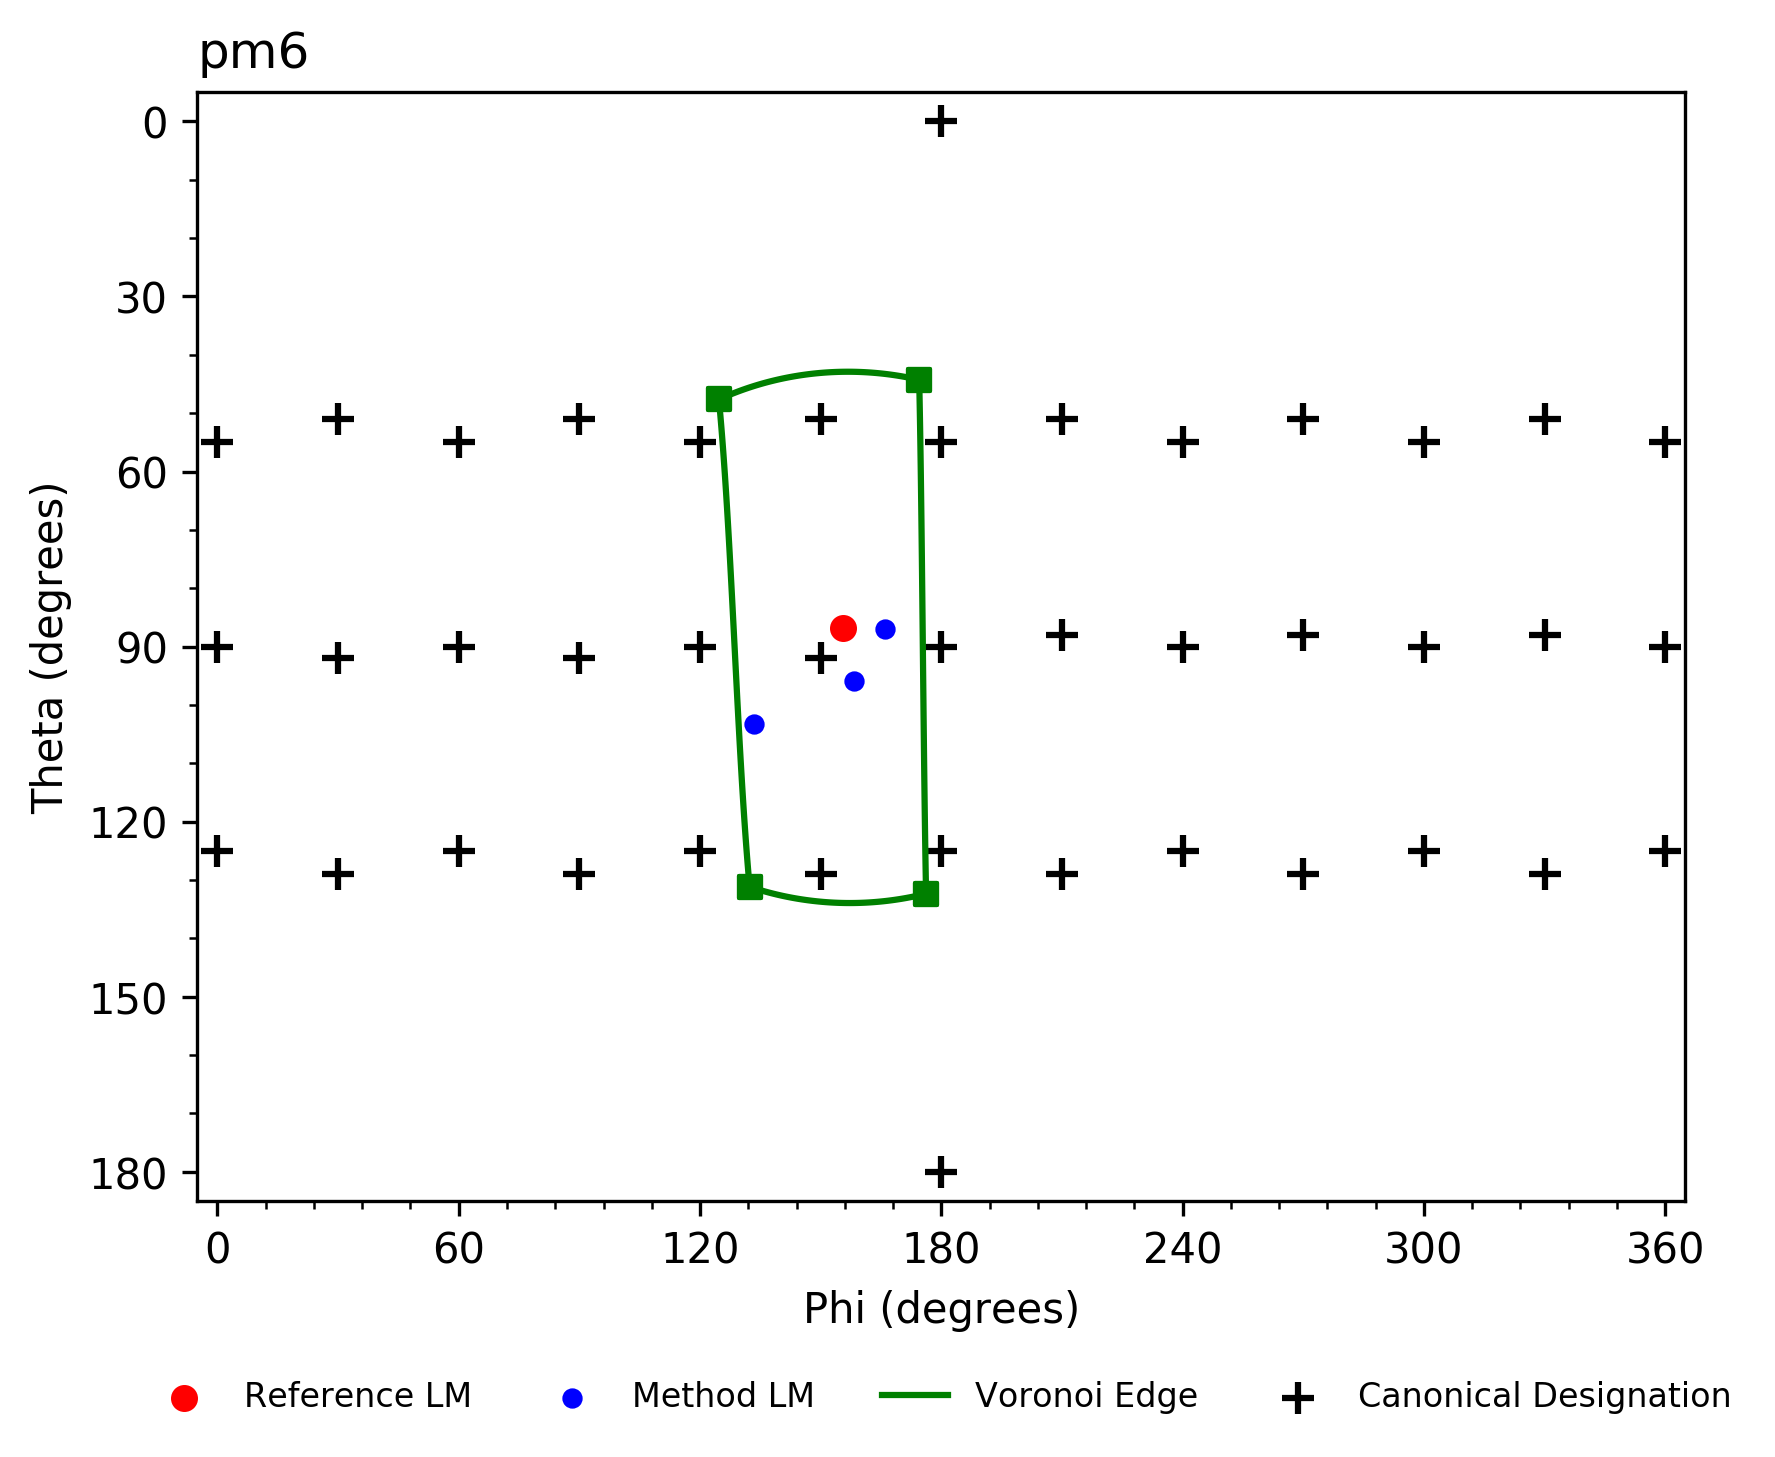 pm6
0
30
60
90
120
150
180
Theta (degrees)
0 60 120 180 240 300 360
Phi (degrees)
Reference LM Method LM Voronoi Edge Canonical Designation